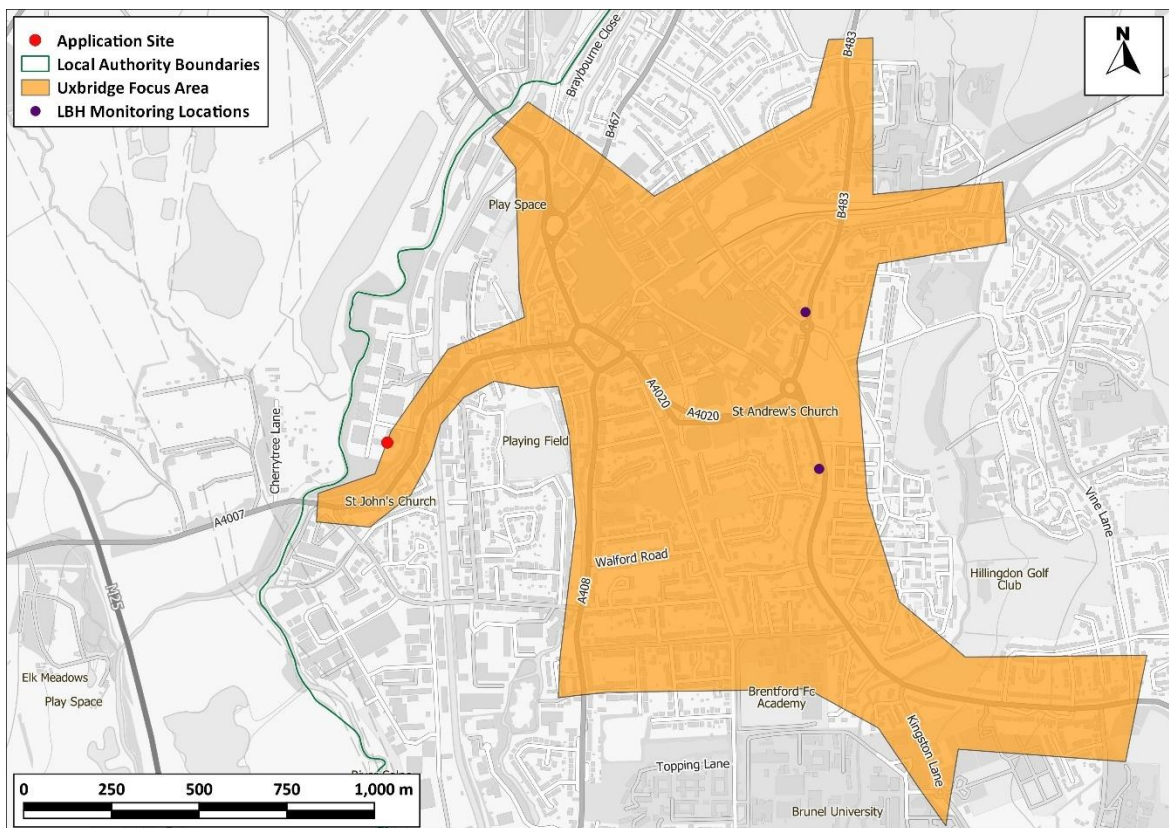 Application Site
Local Authority Boundaries
Uxbridge Focus Area
LBH Monitoring Locations
N
B483
Braybourne Close
B467
Play Space
B483
A4020
A4020
St Andrew's Church
Playing Field
Cherrytree Lane
St John's Church
A4007
Vine Lane
Walford Road
Hillingdon Golf
Club
A408
M25
Elk Meadows
Play Space
Brentford Fc
Academy
Kingston Lane
Topping Lane
Brunel University
0 250 500 750 1,000 m